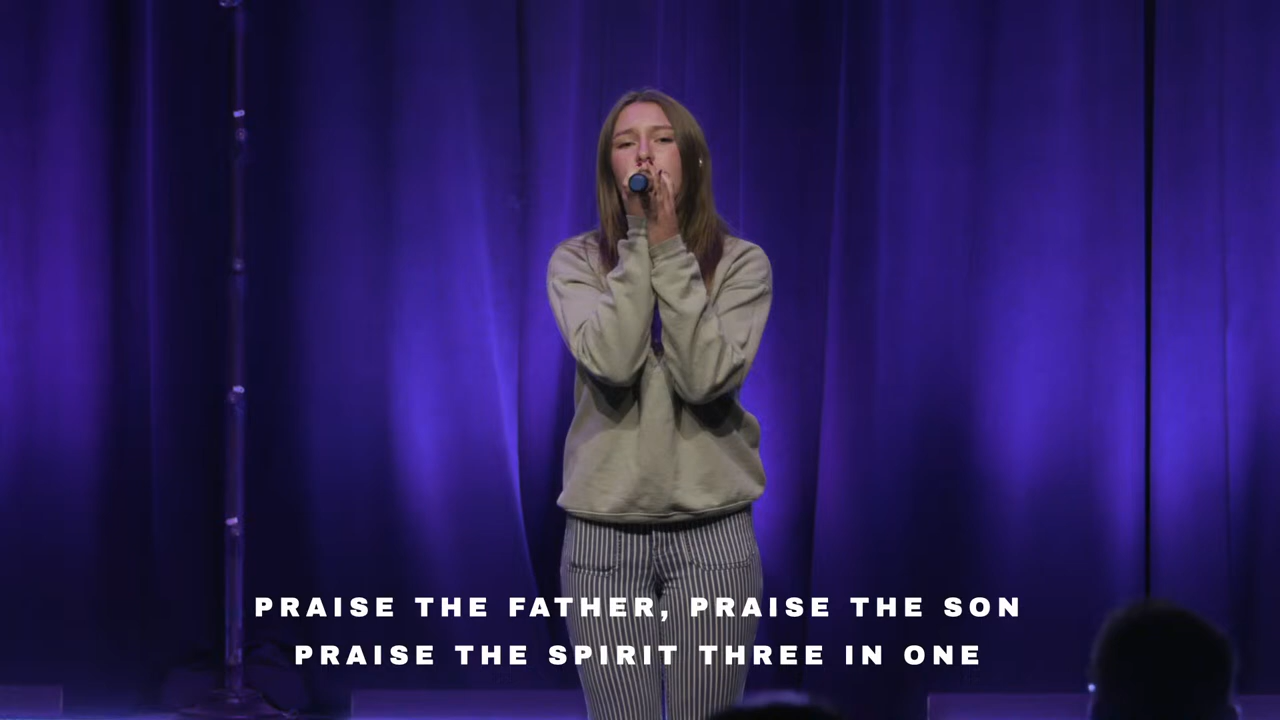 PRAISE THE FATHER, PRAISE THE SON
PRAISE THE SPIRIT THREE IN ONE